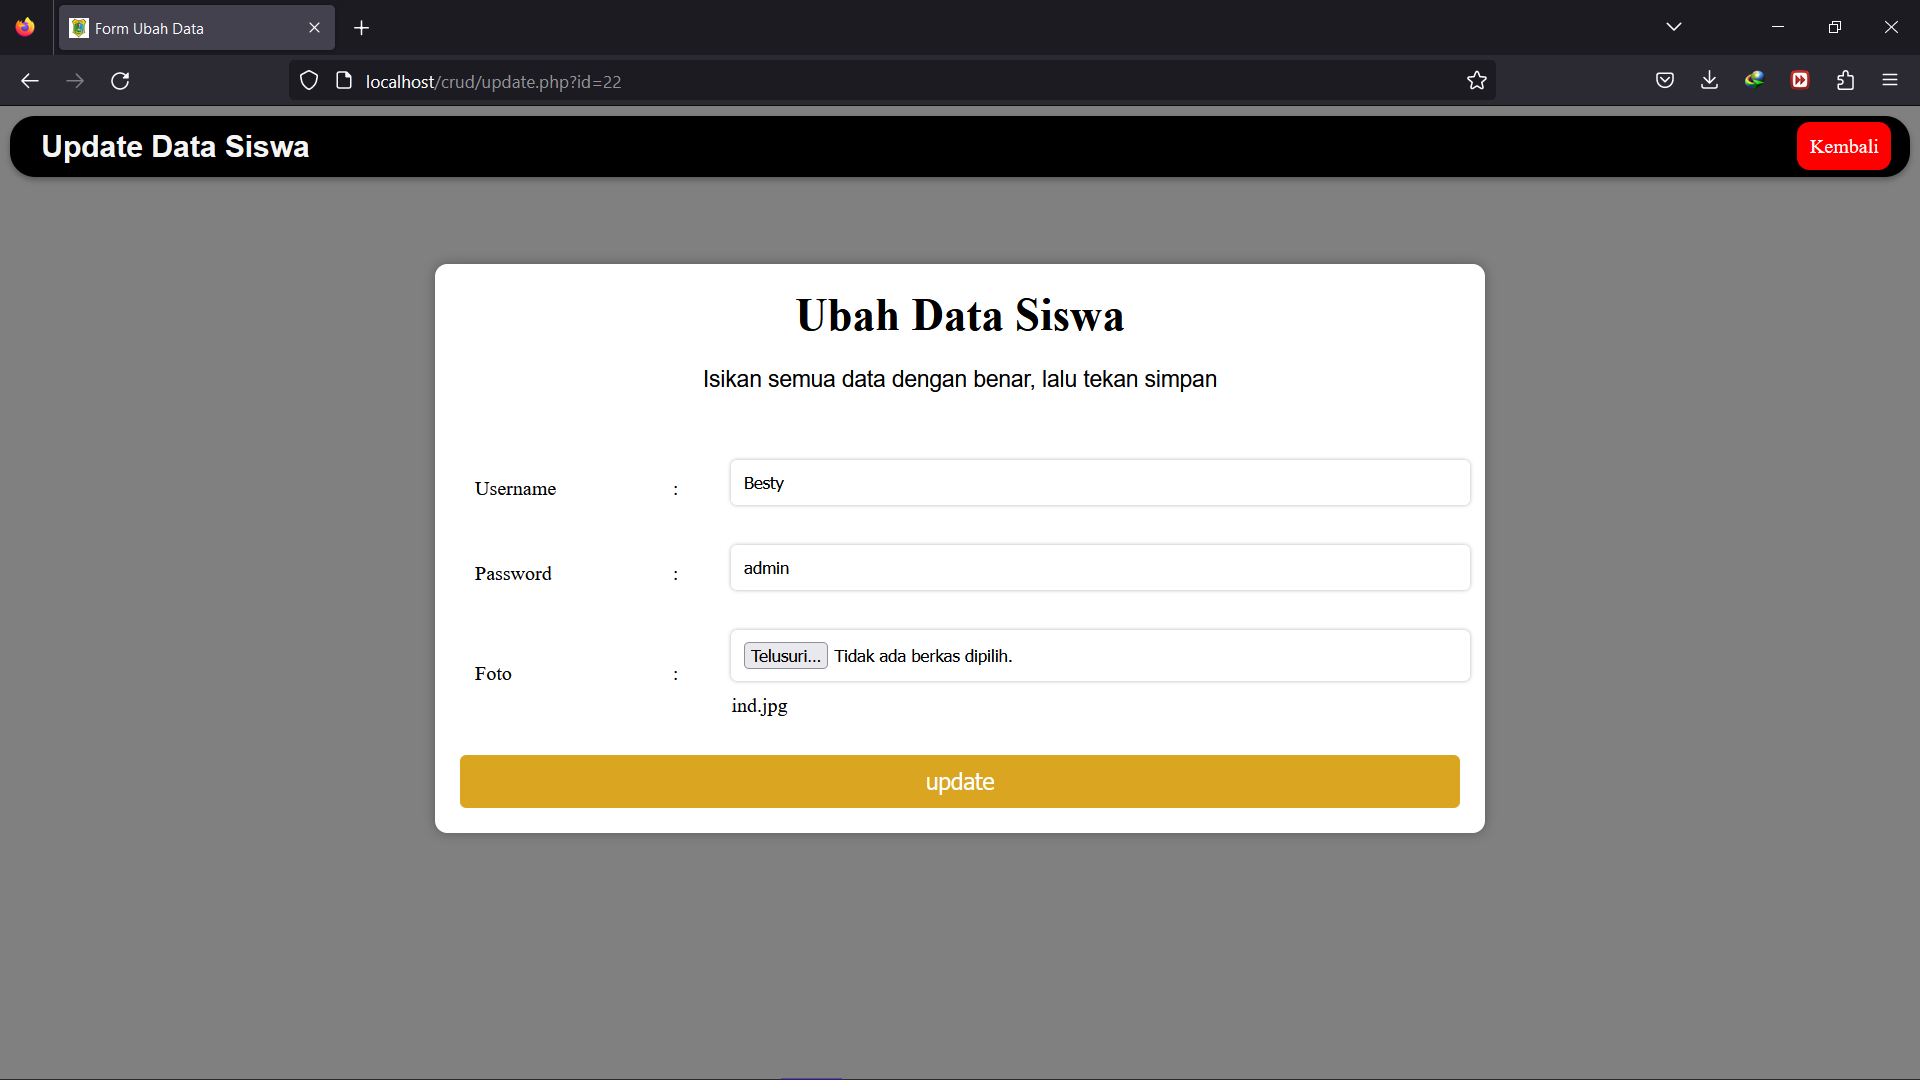 Form Ubah Data
localhost/crud/update.php?id=22
Update Data Siswa
Kembali
Ubah Data Siswa
Isikan semua data dengan benar, lalu tekan simpan
Username : Besty
Password : admin
Foto : Telusuri... Tidak ada berkas dipilih.
ind.jpg
update